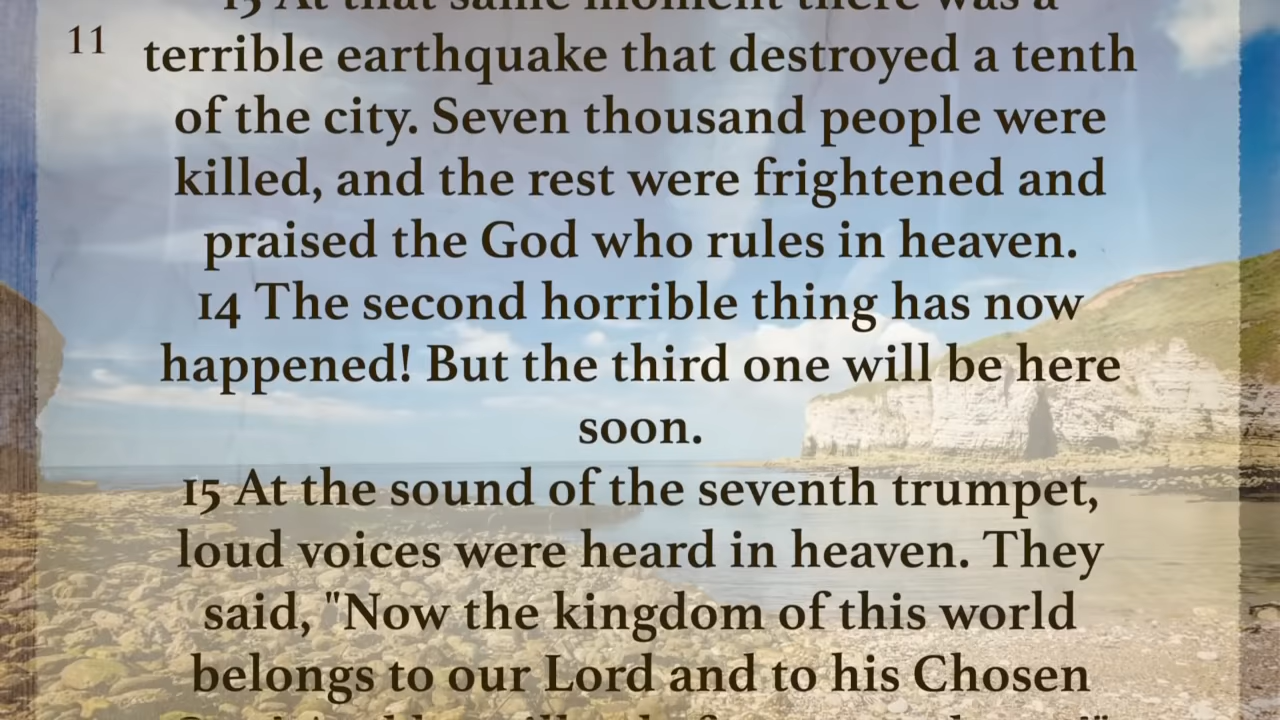 13 At that same moment there was a
11
terrible earthquake that destroyed a tenth
of the city. Seven thousand people were
killed, and the rest were frightened and
praised the God who rules in heaven.
14 The second horrible thing has now
happened! But the third one will be here
soon.
15 At the sound of the seventh trumpet,
loud voices were heard in heaven. They
said, "Now the kingdom of this world
belongs to our Lord and to his Chosen